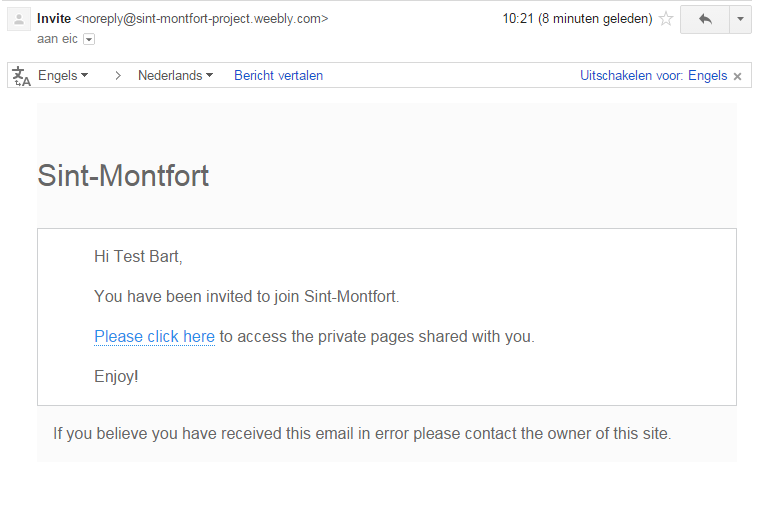 Invite <noreply@sint-montfort-project.weebly.com> 10:21 (8 minuten geleden)
aan eic
Engels > Nederlands Bericht vertalen Uitschakelen voor: Engels ×
Sint-Montfort
Hi Test Bart,
You have been invited to join Sint-Montfort.
Please click here to access the private pages shared with you.
Enjoy!
If you believe you have received this email in error please contact the owner of this site.